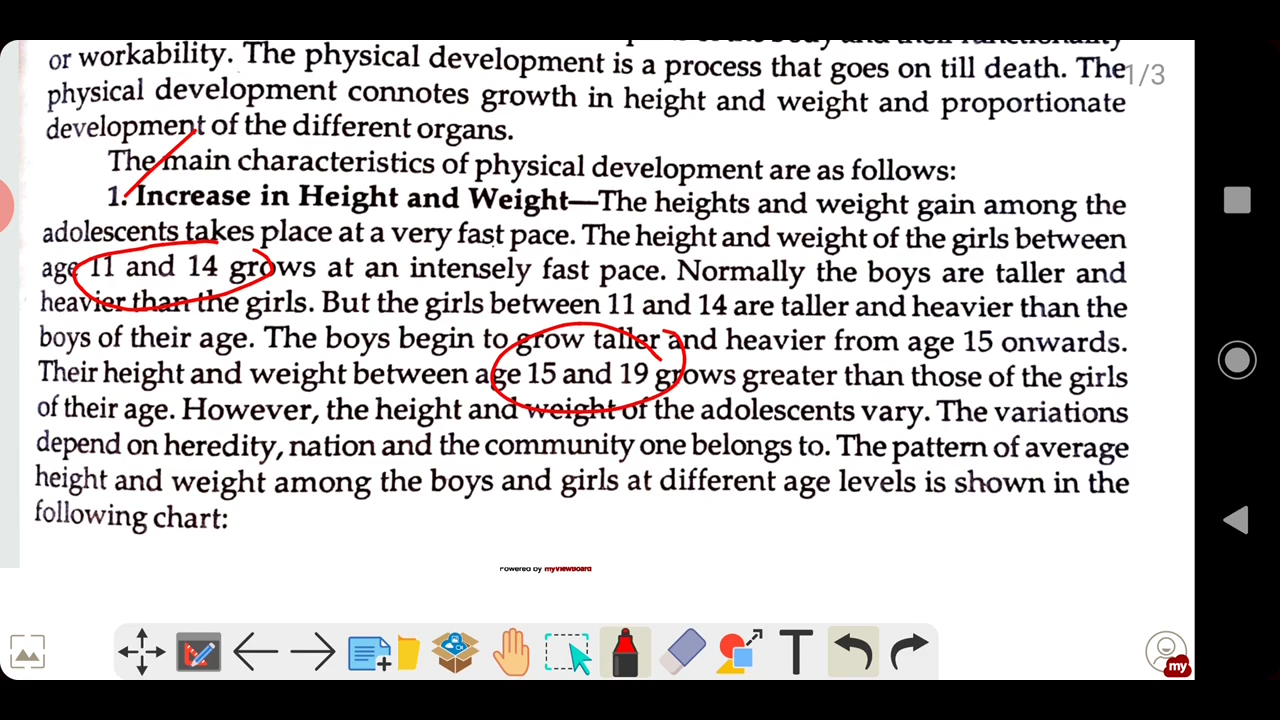 or workability. The physical development is a process that goes on till death. The
physical development connotes growth in height and weight and proportionate
development of the different organs.
The main characteristics of physical development are as follows:
1. Increase in Height and Weight—The heights and weight gain among the
adolescents takes place at a very fast pace. The height and weight of the girls between
age 11 and 14 grows at an intensely fast pace. Normally the boys are taller and
heavier than the girls. But the girls between 11 and 14 are taller and heavier than the
boys of their age. The boys begin to grow taller and heavier from age 15 onwards.
Their height and weight between age 15 and 19 grows greater than those of the girls
of their age. However, the height and weight of the adolescents vary. The variations
depend on heredity, nation and the community one belongs to. The pattern of average
height and weight among the boys and girls at different age levels is shown in the
following chart:
1/3
Powered by myViewBoard
T
my